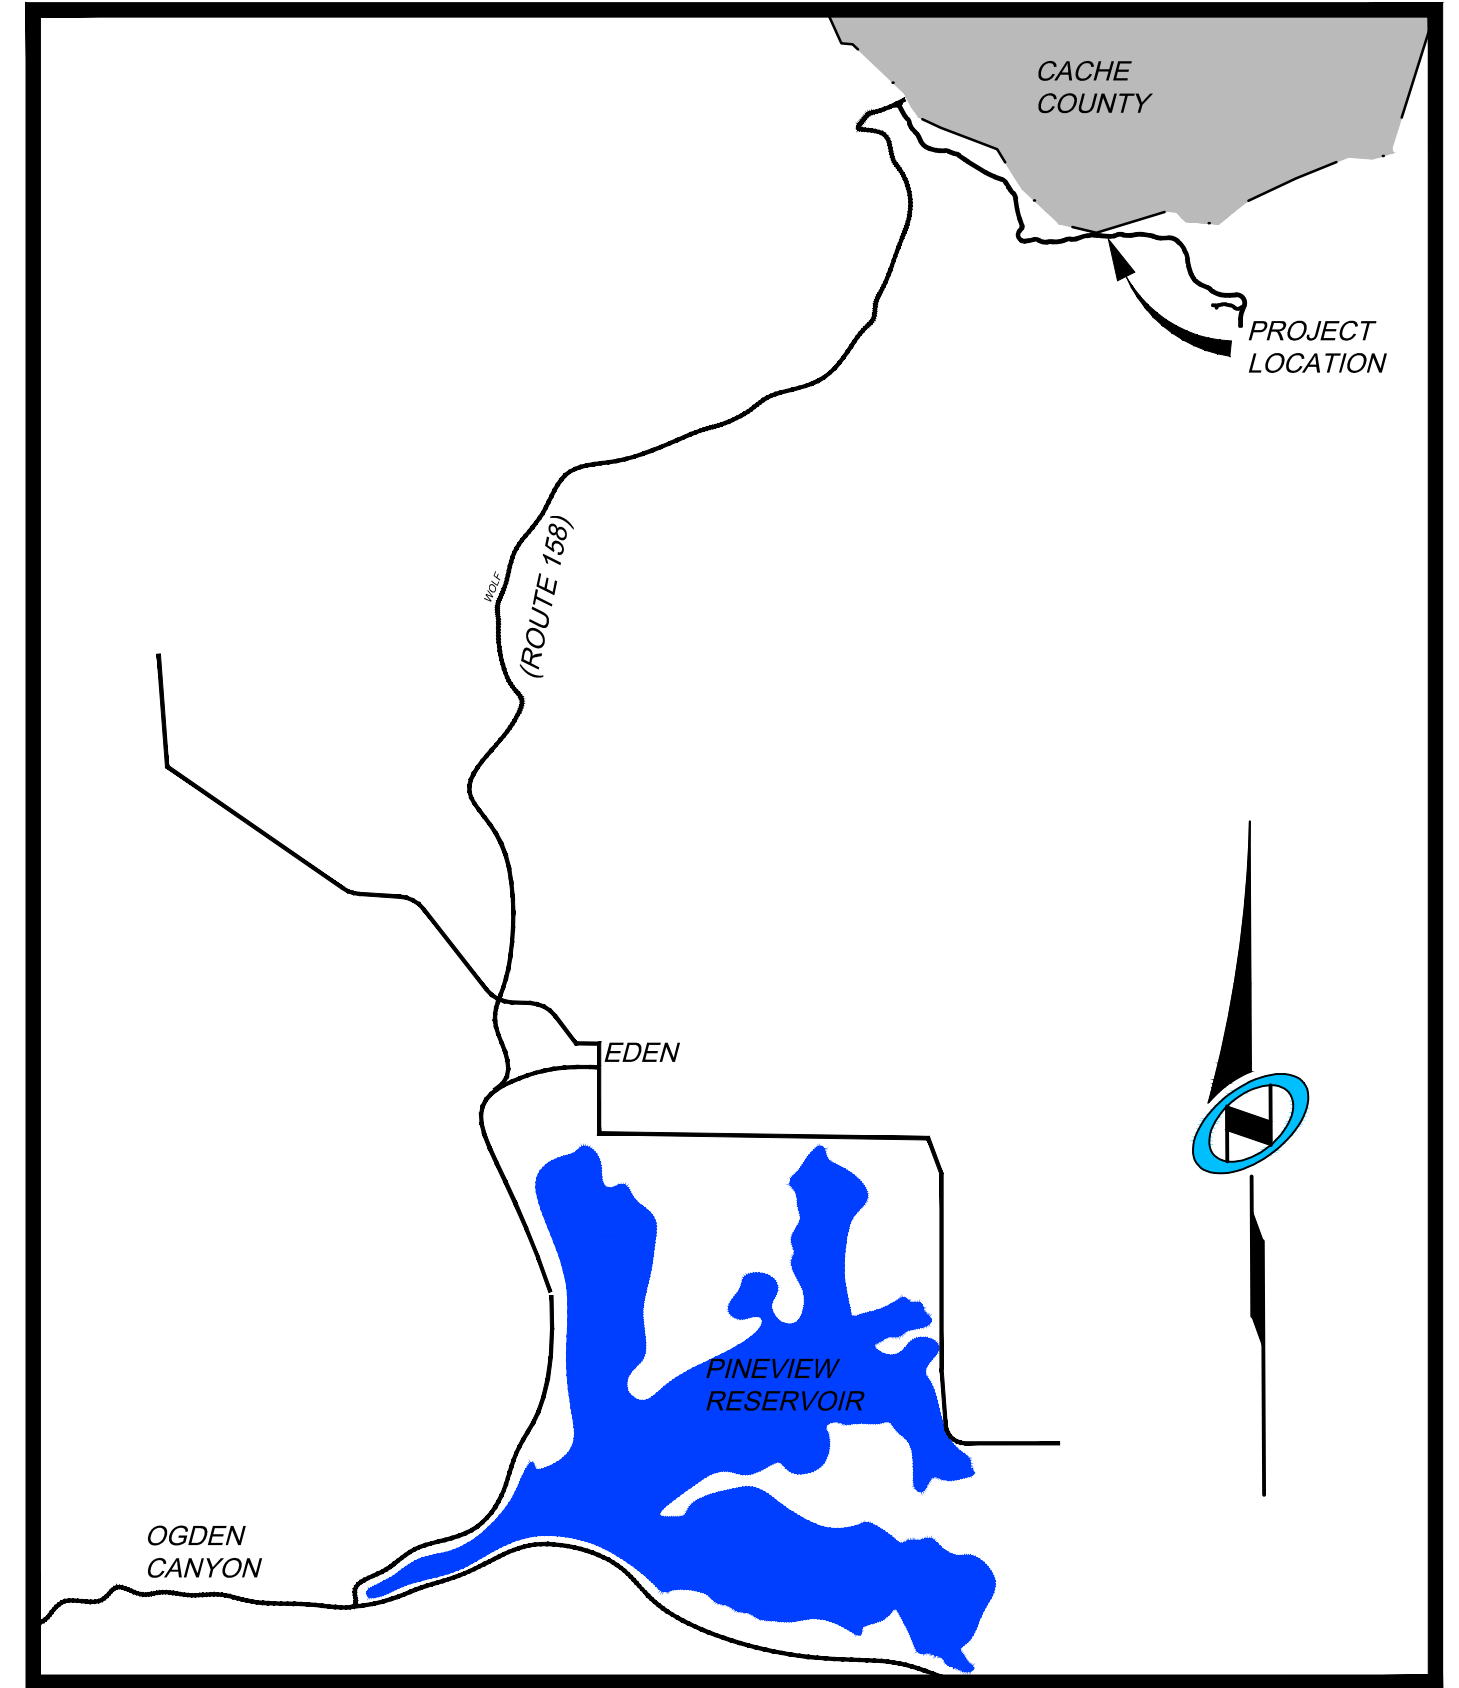 CACHE
COUNTY
PROJECT
LOCATION
(ROUTE 158)
WOLF
EDEN
PINEVIEW
RESERVOIR
OGDEN
CANYON